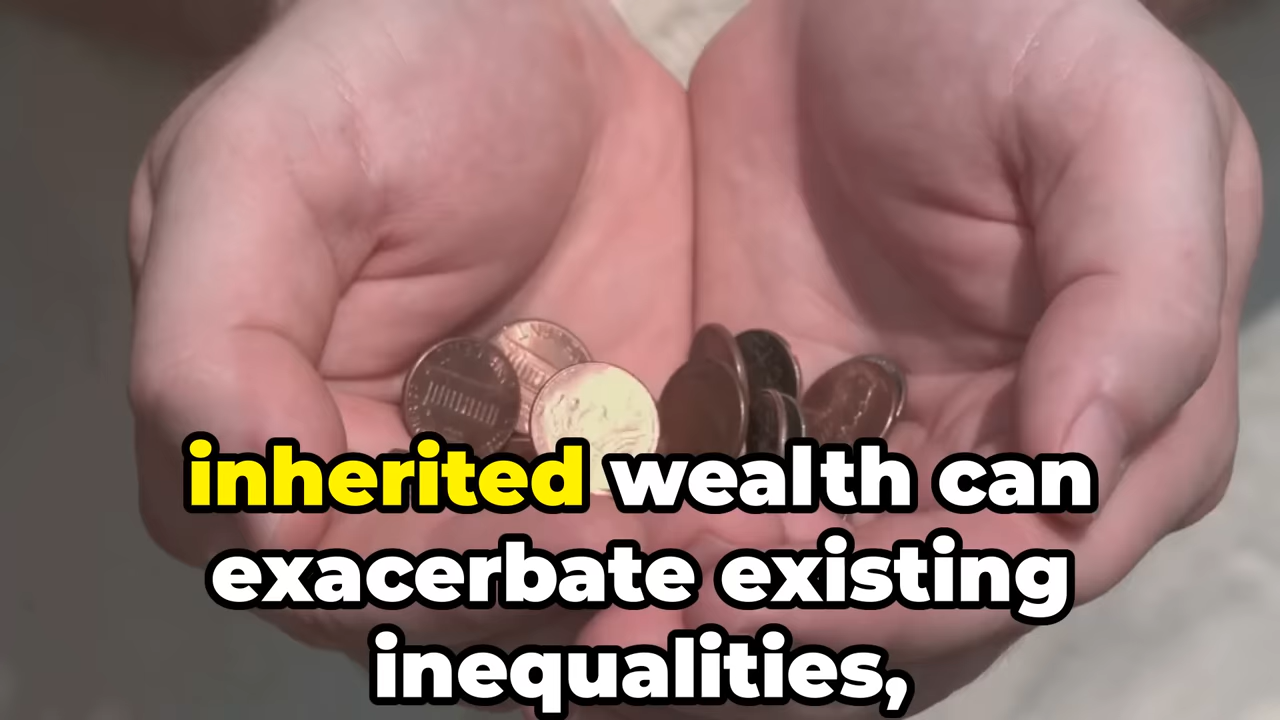 inherited wealth can
exacerbate existing
inequalities,